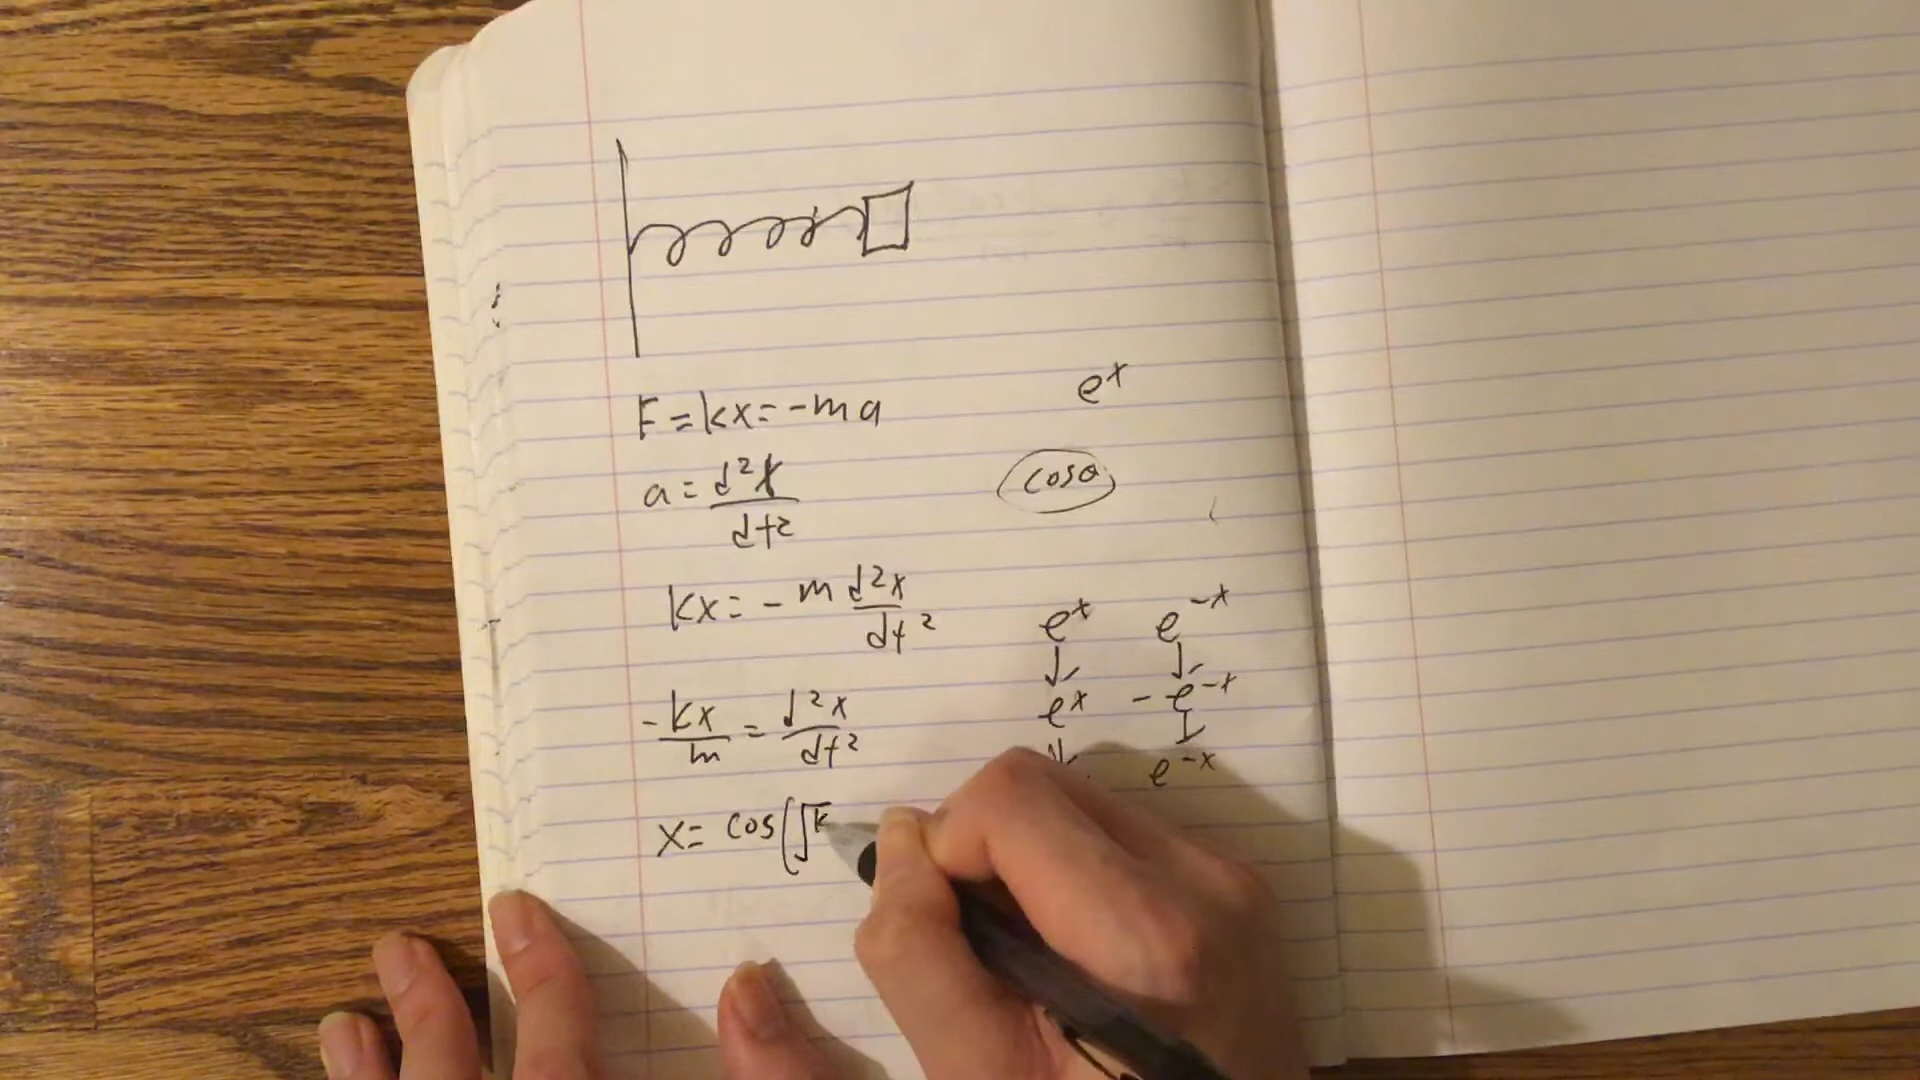 F = kx = -ma
e^x
a = d²x/dt²
cosθ
kx = -m d²x/dt²
e^x e^-x
e^x -e^-x
-kx/m = d²x/dt²
e^-x
x = cos(√k